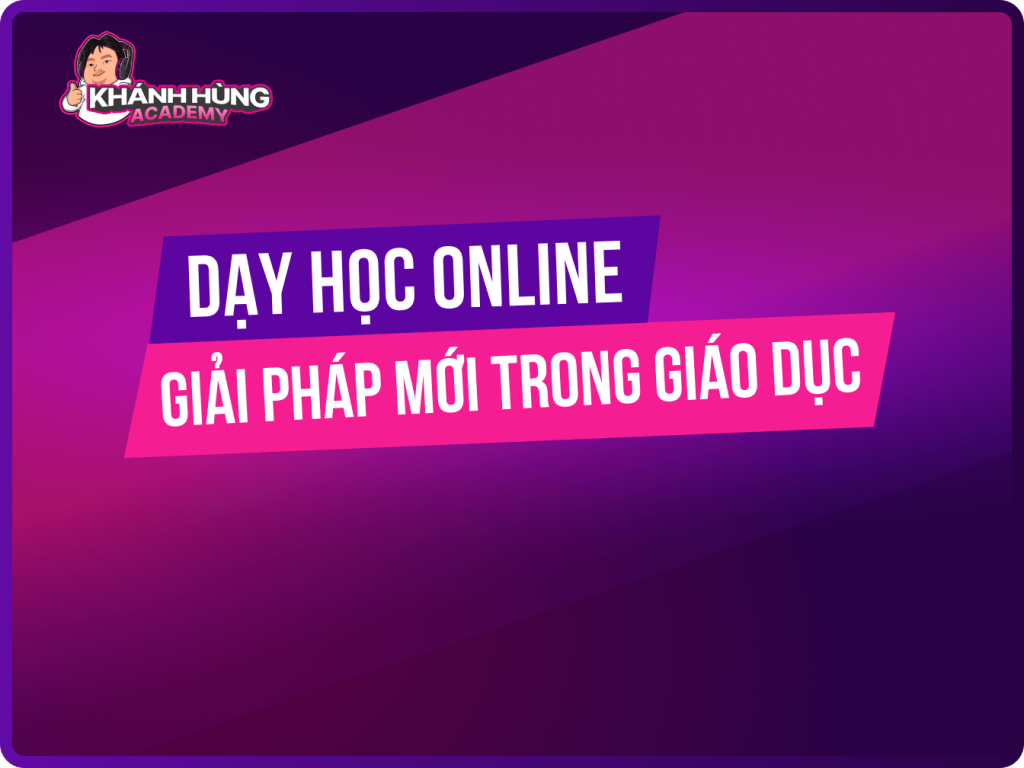 KHÁNH HÙNG
ACADEMY
DẠY HỌC ONLINE
GIẢI PHÁP MỚI TRONG GIÁO DỤC